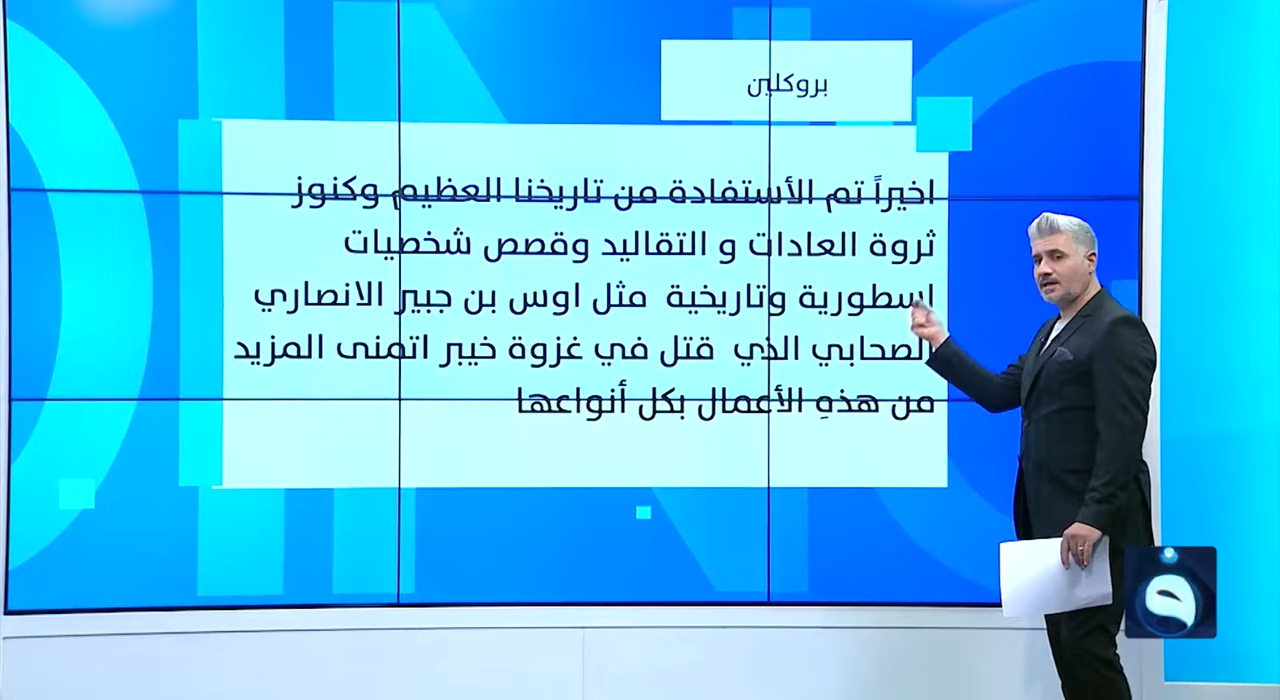 بروكلين
اخيراً تم الأستفادة من تاريخنا العظيم وكنوز
ثروة العادات و التقاليد وقصص شخصيات
اسطورية وتاريخية مثل اوس بن جبير الانصاري
الصحابي الذي قتل في غزوة خيبر اتمنى المزيد
من هذهِ الأعمال بكل أنواعها